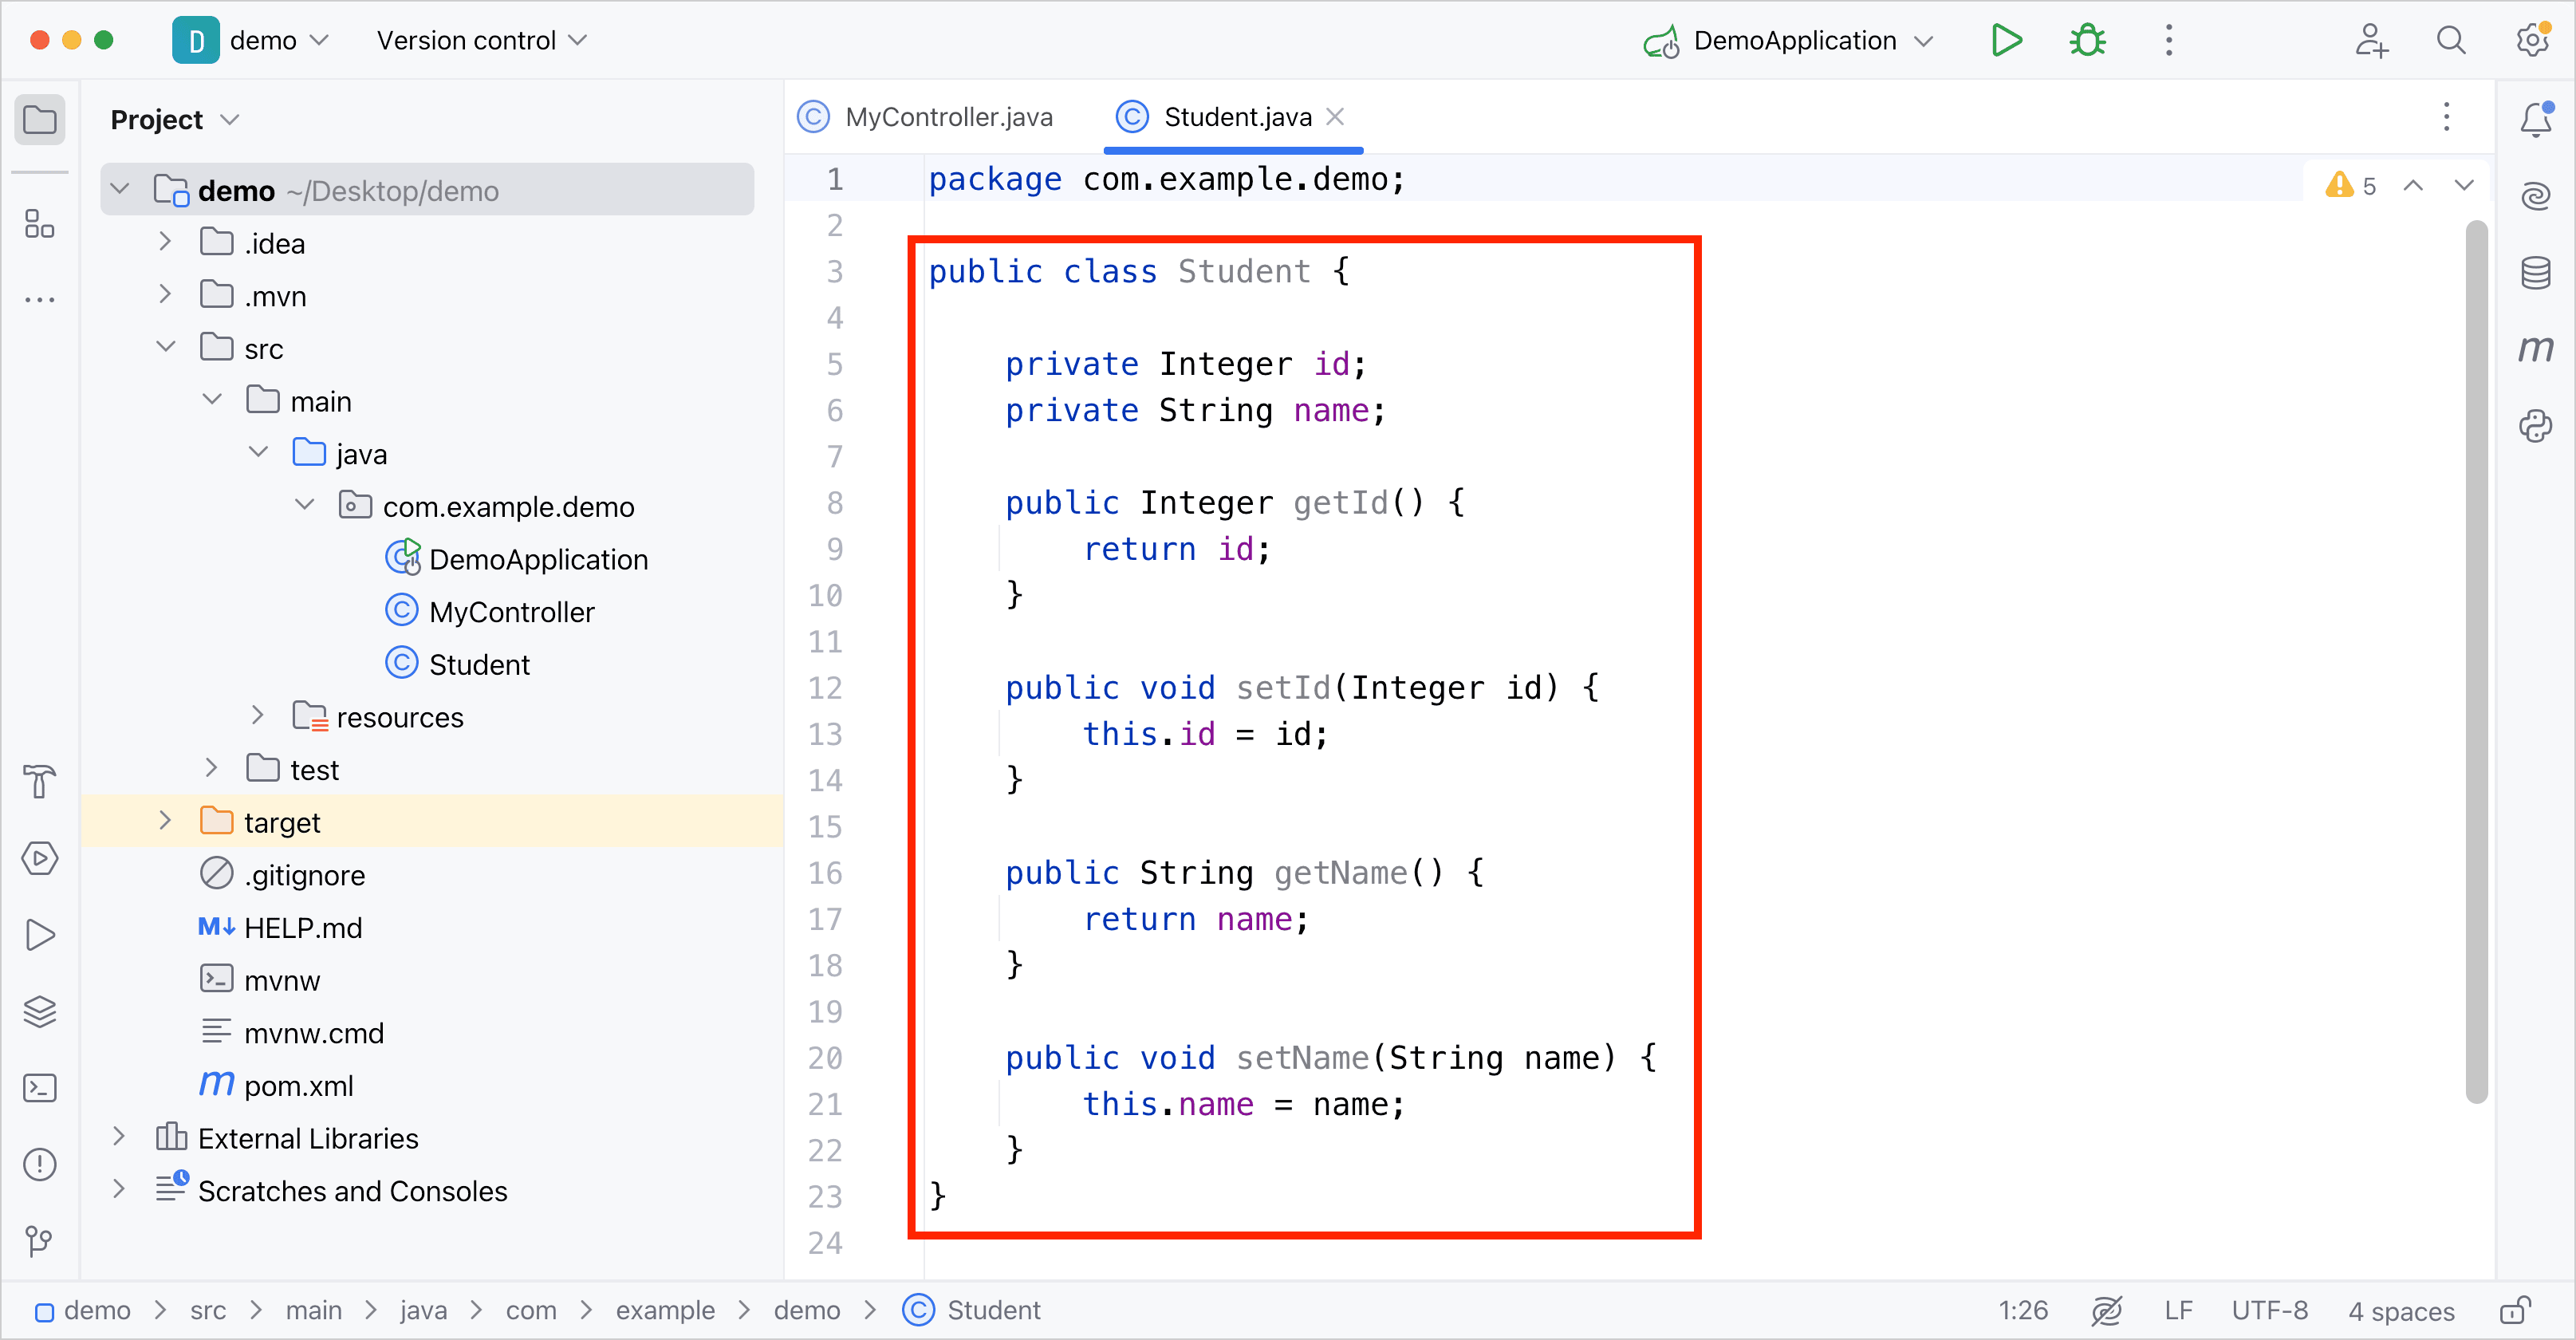 D demo Version control DemoApplication
Project
demo ~/Desktop/demo
.idea
.mvn
src
main
java
com.example.demo
DemoApplication
MyController
Student
resources
test
target
.gitignore
M↓ HELP.md
mvnw
mvnw.cmd
m pom.xml
External Libraries
Scratches and Consoles
MyController.java Student.java
5
1 package com.example.demo;
2
3 public class Student {
4
5     private Integer id;
6     private String name;
7
8     public Integer getId() {
9         return id;
10     }
11
12     public void setId(Integer id) {
13         this.id = id;
14     }
15
16     public String getName() {
17         return name;
18     }
19
20     public void setName(String name) {
21         this.name = name;
22     }
23 }
24
m
demo > src > main > java > com > example > demo > C Student
1:26 LF UTF-8 4 spaces